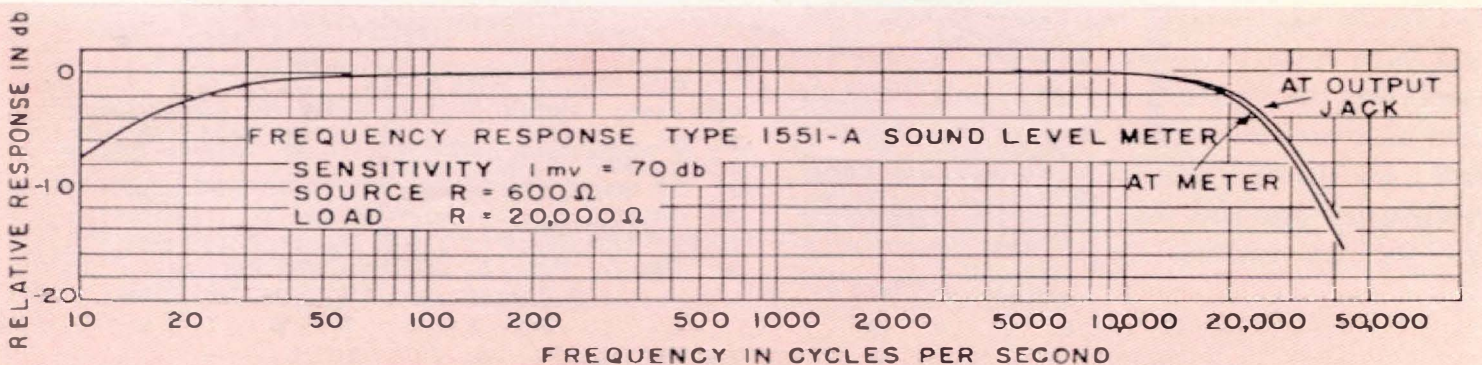 RELATIVE RESPONSE IN db
0
-10
-20
AT OUTPUT
JACK
FREQUENCY RESPONSE TYPE 1551-A SOUND LEVEL METER
SENSITIVITY 1 mv = 70 db
AT METER
SOURCE R = 600Ω
LOAD R = 20,000Ω
10 20 50 100 200 500 1000 2000 5000 10,000 20,000 50,000
FREQUENCY IN CYCLES PER SECOND